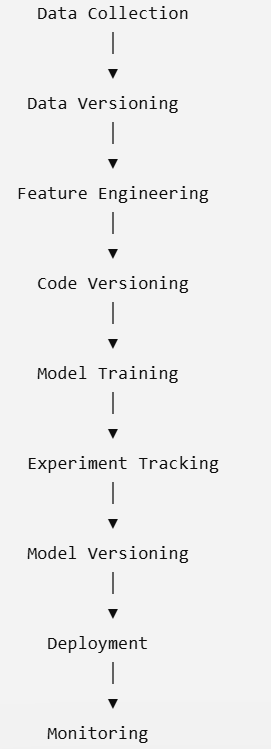 Data Collection
│
▼
Data Versioning
│
▼
Feature Engineering
│
▼
Code Versioning
│
▼
Model Training
│
▼
Experiment Tracking
│
▼
Model Versioning
│
▼
Deployment
│
▼
Monitoring